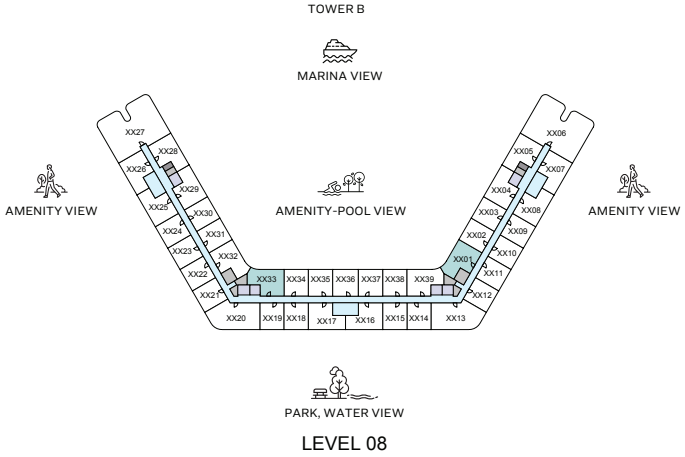 TOWER B
MARINA VIEW
XX27
XX06
XX28
XX05
XX26
XX07
XX29
XX04
XX25
XX08
XX30
XX03
XX24
XX09
XX31
XX02
XX23
XX10
XX32
XX01
XX22
XX11
XX21
XX12
AMENITY VIEW
AMENITY-POOL VIEW
AMENITY VIEW
XX33
XX34
XX35
XX36
XX37
XX38
XX39
XX20
XX19
XX18
XX17
XX16
XX15
XX14
XX13
PARK, WATER VIEW
LEVEL 08